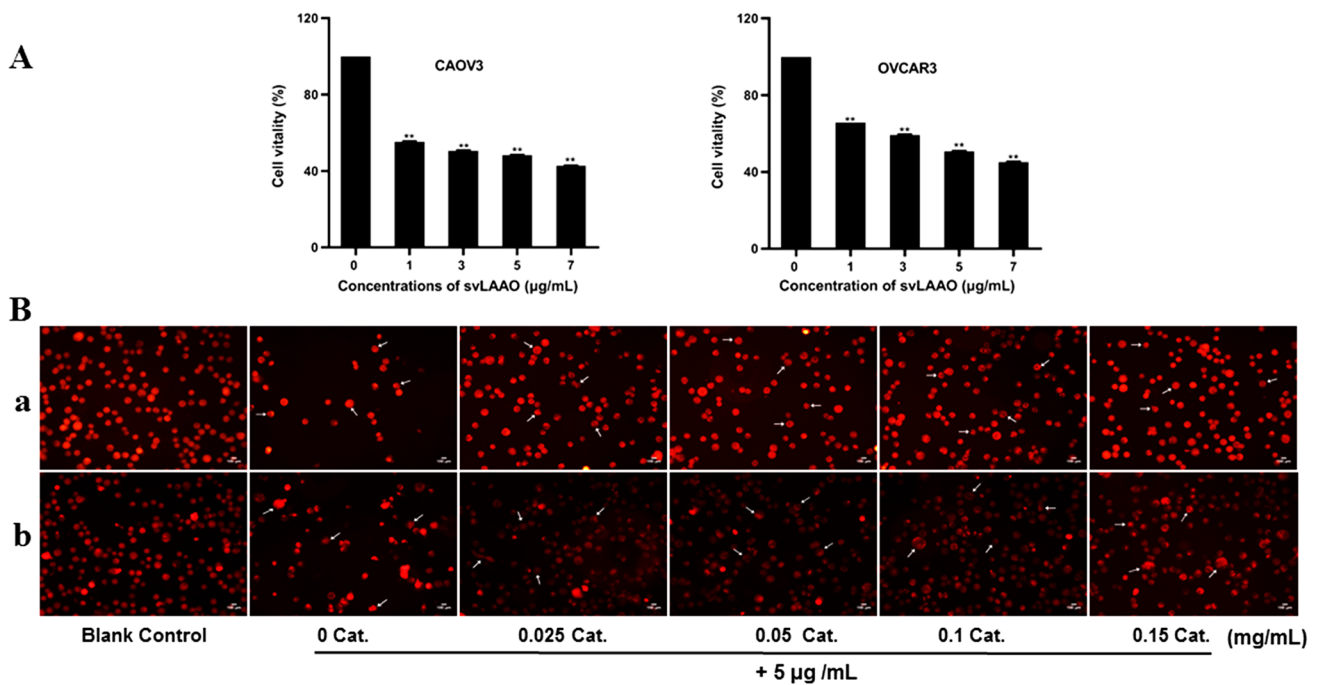 A
120
80
40
0
Cell vitality (%)
CAOV3
**
**
**
**
0 1 3 5 7
Concentrations of svLAAO (µg/mL)
120
80
40
0
Cell vitality (%)
OVCAR3
**
**
**
**
0 1 3 5 7
Concentration of svLAAO (µg/mL)
B
a
b
Blank Control 0 Cat. 0.025 Cat. 0.05 Cat. 0.1 Cat. 0.15 Cat. (mg/mL)
+ 5 µg /mL